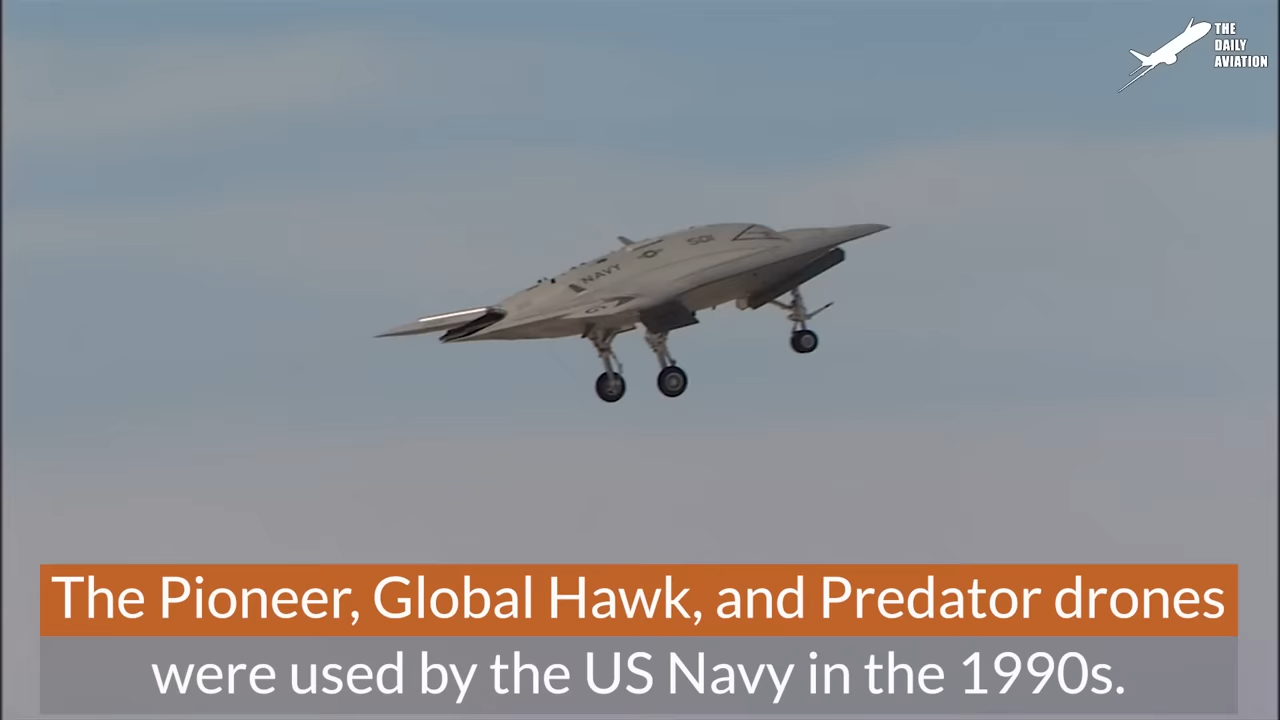 THE
DAILY
AVIATION
501
NAVY
The Pioneer, Global Hawk, and Predator drones
were used by the US Navy in the 1990s.